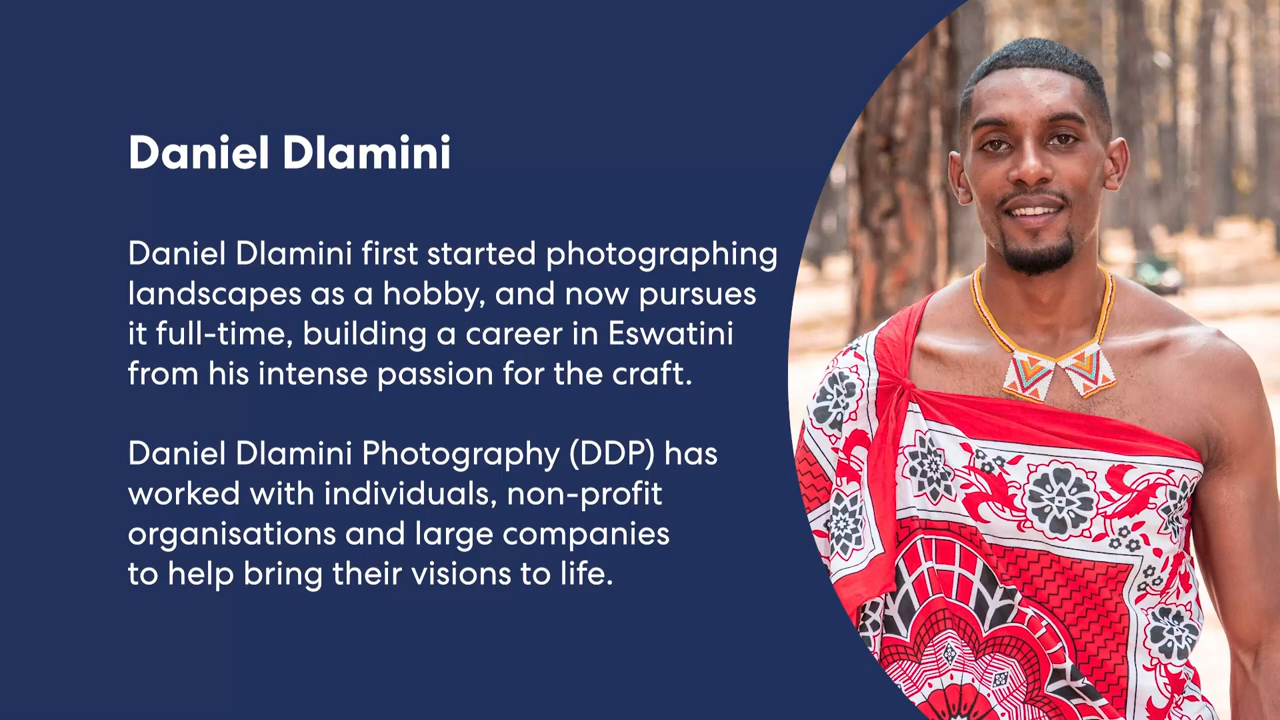 Daniel Dlamini
Daniel Dlamini first started photographing
landscapes as a hobby, and now pursues
it full-time, building a career in Eswatini
from his intense passion for the craft.
Daniel Dlamini Photography (DDP) has
worked with individuals, non-profit
organisations and large companies
to help bring their visions to life.